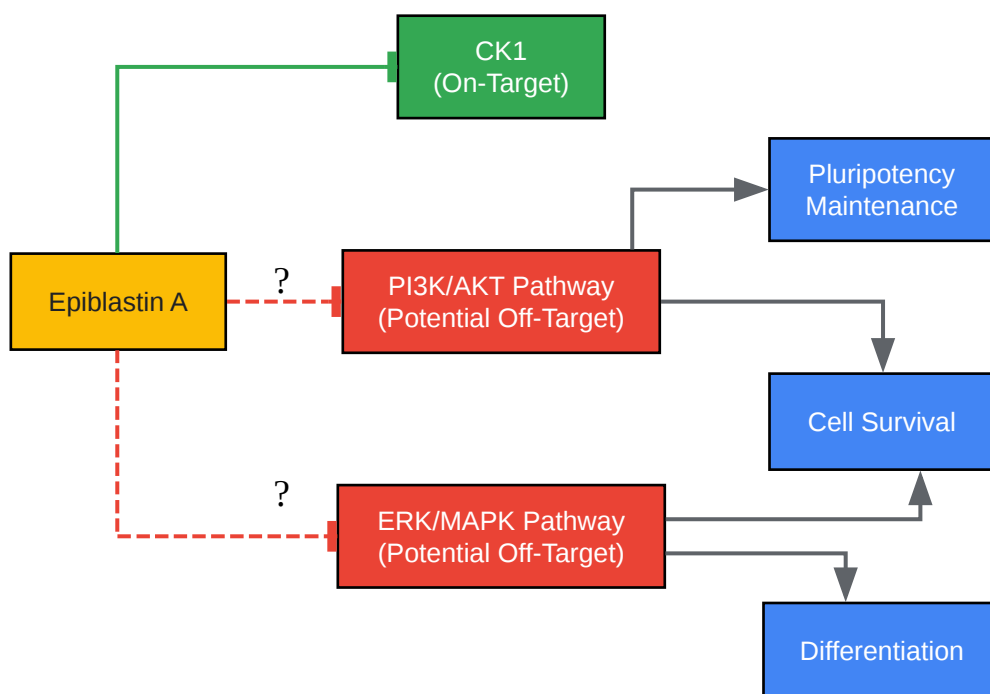 CK1
(On-Target)
Pluripotency
Maintenance
Epiblastin A
?
PI3K/AKT Pathway
(Potential Off-Target)
Cell Survival
?
ERK/MAPK Pathway
(Potential Off-Target)
Differentiation